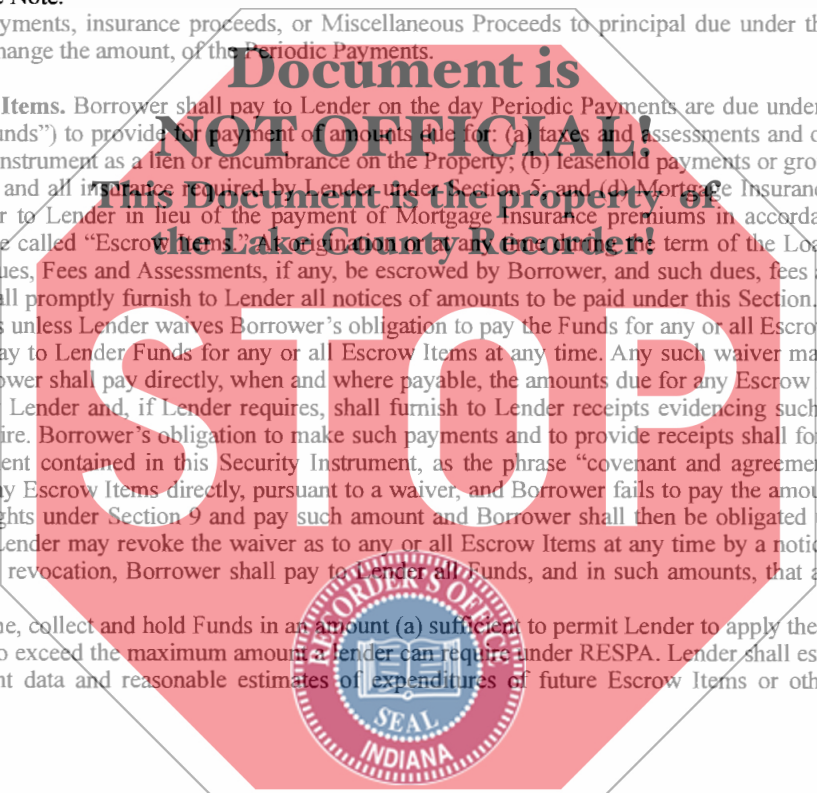 e Note.
yments, insurance proceeds, or Miscellaneous Proceeds to principal due under th
hange the amount, of the Periodic Payments.
Document is
Items. Borrower shall pay to Lender on the day Periodic Payments are due under
unds”) to provide for payment of amounts due for: (a) taxes and assessments and o
NOT OFFICIAL!
nstrument as a lien or encumbrance on the Property; (b) leasehold payments or gro
and all insurance required by Lender under Section 5; and (d) Mortgage Insuranc
This Document is the property of
r to Lender in lieu of the payment of Mortgage Insurance premiums in accorda
the Lake County Recorder!
e called “Escrow Items.” At origination or at any time during the term of the Loa
ues, Fees and Assessments, if any, be escrowed by Borrower, and such dues, fees a
all promptly furnish to Lender all notices of amounts to be paid under this Section.
s unless Lender waives Borrower’s obligation to pay the Funds for any or all Escro
ay to Lender Funds for any or all Escrow Items at any time. Any such waiver ma
ower shall pay directly, when and where payable, the amounts due for any Escrow
Lender and, if Lender requires, shall furnish to Lender receipts evidencing such
STOP
ire. Borrower’s obligation to make such payments and to provide receipts shall for
ent contained in this Security Instrument, as the phrase “covenant and agreemen
ay Escrow Items directly, pursuant to a waiver, and Borrower fails to pay the amou
ghts under Section 9 and pay such amount and Borrower shall then be obligated
Lender may revoke the waiver as to any or all Escrow Items at any time by a notic
revocation, Borrower shall pay to Lender all Funds, and in such amounts, that a
RECORDER'S OFFICE
ne, collect and hold Funds in an amount (a) sufficient to permit Lender to apply the
o exceed the maximum amount a lender can require under RESPA. Lender shall es
nt data and reasonable estimates of expenditures of future Escrow Items or oth
SEAL
INDIANA